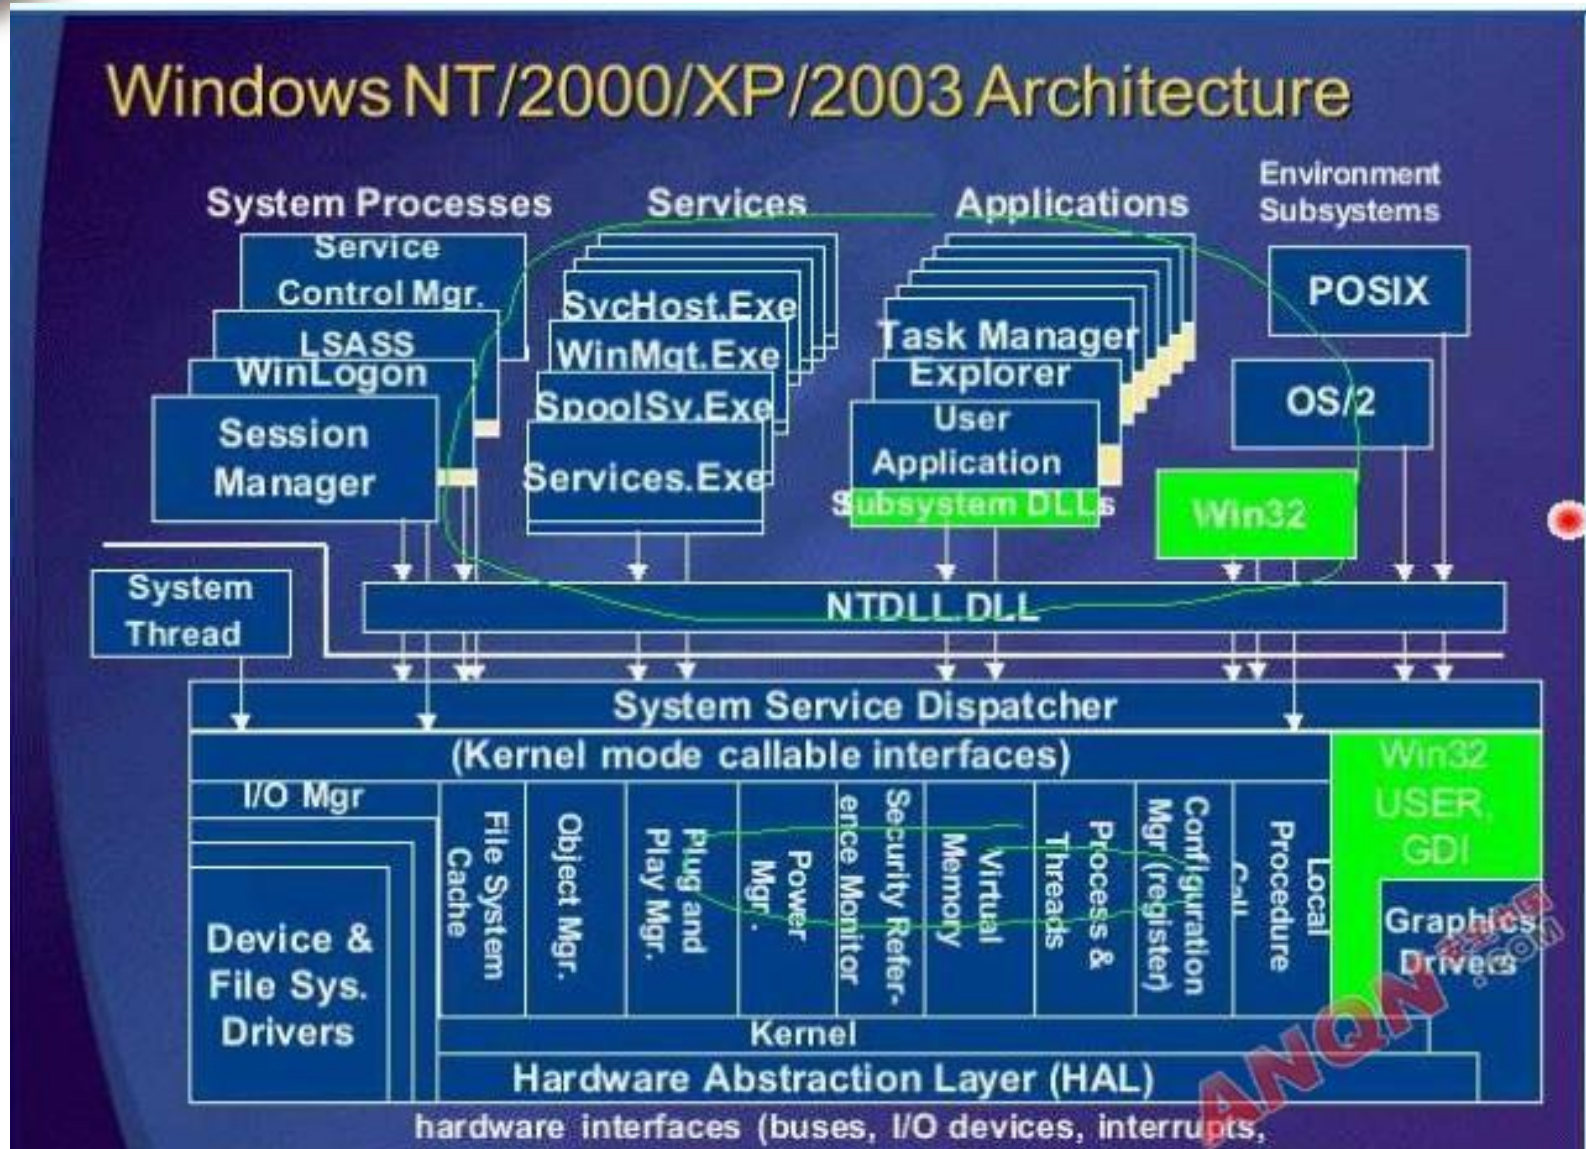 Windows NT/2000/XP/2003 Architecture
System Processes
Services
Applications
Environment
Subsystems
Service
Control Mgr.
LSASS
WinLogon
Session
Manager
SvcHost.Exe
WinMgt.Exe
SpoolSv.Exe
Services.Exe
Task Manager
Explorer
User
Application
Subsystem DLLs
POSIX
OS/2
Win32
System
Thread
NTDLL.DLL
System Service Dispatcher
(Kernel mode callable interfaces)
I/O Mgr
Device &
File Sys.
Drivers
File System
Cache
Object Mgr.
Plug and
Play Mgr.
Power
Mgr.
Security Refer-
ence Monitor
Virtual
Memory
Process &
Threads
Configuration
Mgr (register)
Local
Procedure
Call
Win32
USER,
GDI
Graphics
Drivers
Kernel
Hardware Abstraction Layer (HAL)
hardware interfaces (buses, I/O devices, interrupts,
ANQN
.COM